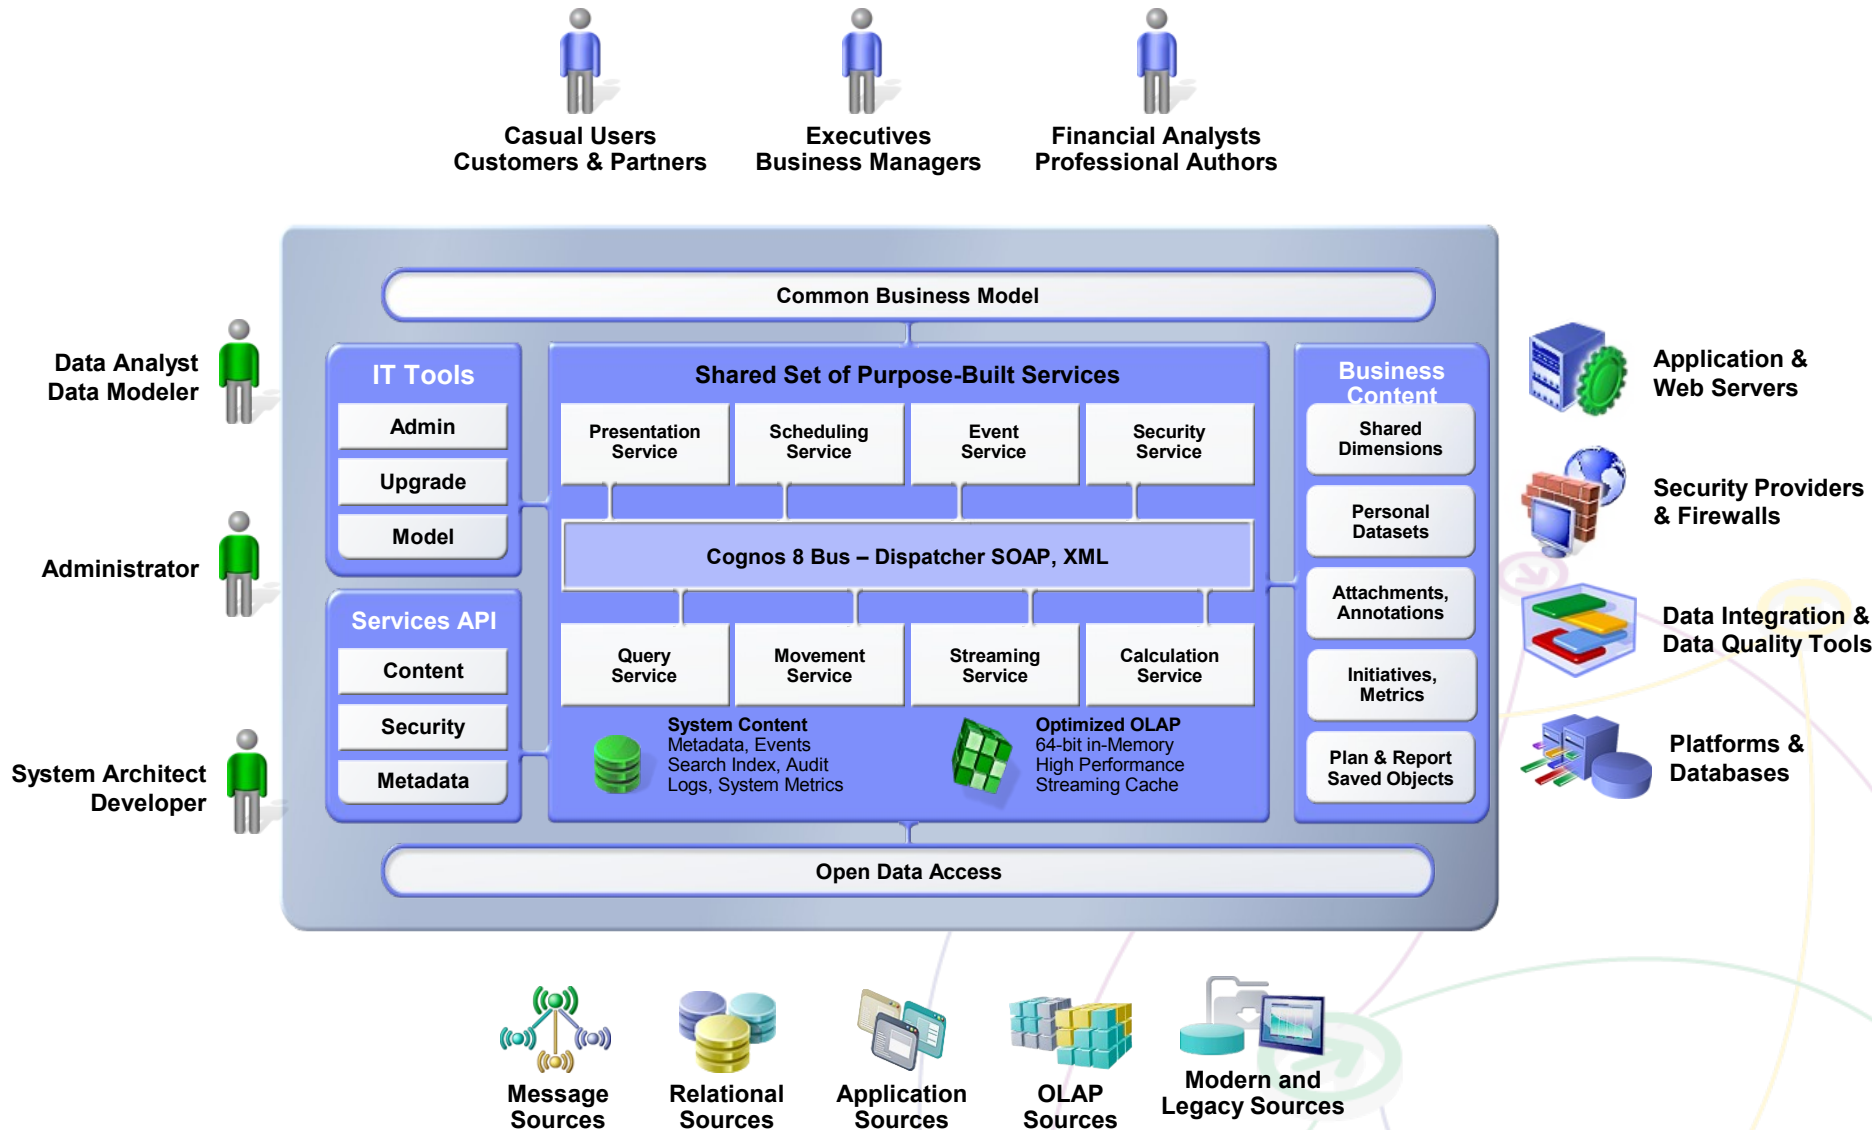 Casual Users
Customers & Partners
Executives
Business Managers
Financial Analysts
Professional Authors
Common Business Model
Data Analyst
Data Modeler
Administrator
System Architect
Developer
IT Tools
Admin
Upgrade
Model
Services API
Content
Security
Metadata
Shared Set of Purpose-Built Services
Presentation
Service
Scheduling
Service
Event
Service
Security
Service
Cognos 8 Bus – Dispatcher SOAP, XML
Query
Service
Movement
Service
Streaming
Service
Calculation
Service
System Content
Metadata, Events
Search Index, Audit
Logs, System Metrics
Optimized OLAP
64-bit in-Memory
High Performance
Streaming Cache
Business
Content
Shared
Dimensions
Personal
Datasets
Attachments,
Annotations
Initiatives,
Metrics
Plan & Report
Saved Objects
Application &
Web Servers
Security Providers
& Firewalls
Data Integration &
Data Quality Tools
Platforms &
Databases
Open Data Access
Message
Sources
Relational
Sources
Application
Sources
OLAP
Sources
Modern and
Legacy Sources